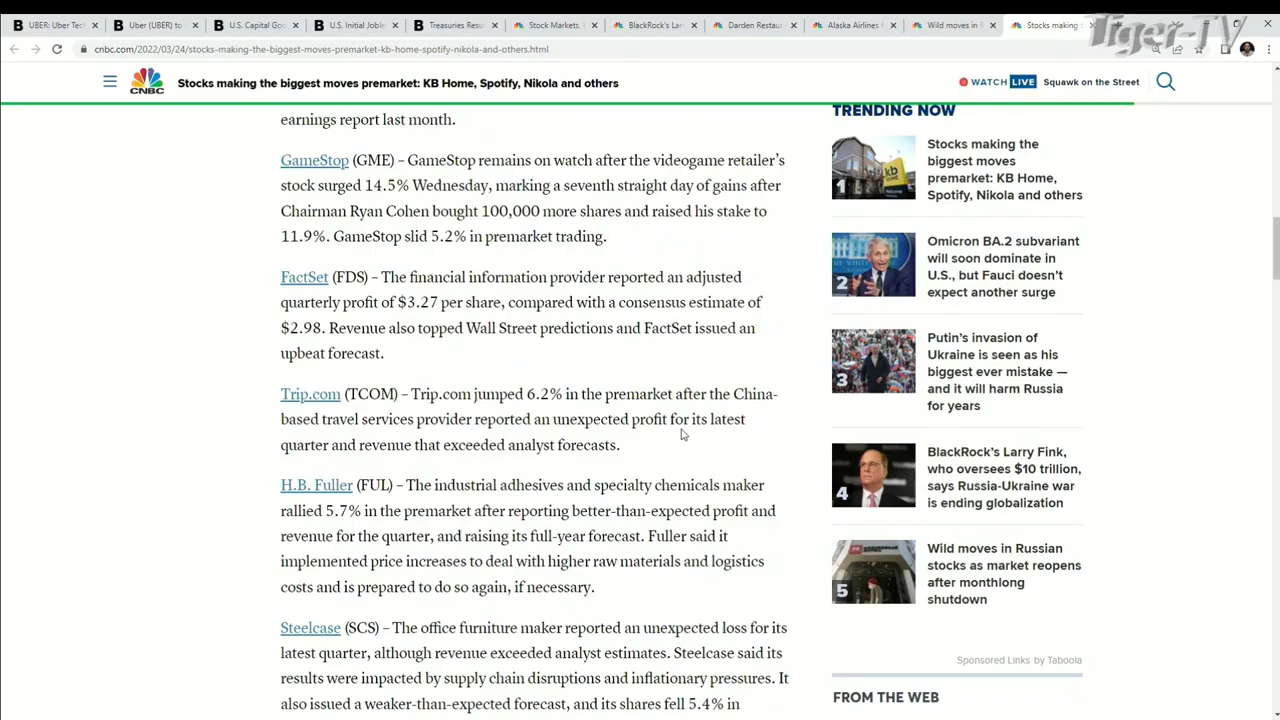 UBER: Uber Tec
Uber (UBER) to
U.S. Capital Goo
U.S. Initial Joble
Treasuries Resu
Stock Markets,
BlackRock's La
Darden Restau
Alaska Airlines
Wild moves in R
Stocks making
Tiger-TV
cnbc.com/2022/03/24/stocks-making-the-biggest-moves-premarket-kb-home-spotify-nikola-and-others.html
CNBC
Stocks making the biggest moves premarket: KB Home, Spotify, Nikola and others
WATCH LIVE Squawk on the Street
earnings report last month.
GameStop (GME) – GameStop remains on watch after the videogame retailer's
stock surged 14.5% Wednesday, marking a seventh straight day of gains after
Chairman Ryan Cohen bought 100,000 more shares and raised his stake to
11.9%. GameStop slid 5.2% in premarket trading.
FactSet (FDS) – The financial information provider reported an adjusted
quarterly profit of $3.27 per share, compared with a consensus estimate of
$2.98. Revenue also topped Wall Street predictions and FactSet issued an
upbeat forecast.
Trip.com (TCOM) – Trip.com jumped 6.2% in the premarket after the China-
based travel services provider reported an unexpected profit for its latest
quarter and revenue that exceeded analyst forecasts.
H.B. Fuller (FUL) – The industrial adhesives and specialty chemicals maker
rallied 5.7% in the premarket after reporting better-than-expected profit and
revenue for the quarter, and raising its full-year forecast. Fuller said it
implemented price increases to deal with higher raw materials and logistics
costs and is prepared to do so again, if necessary.
Steelcase (SCS) – The office furniture maker reported an unexpected loss for its
latest quarter, although revenue exceeded analyst estimates. Steelcase said its
results were impacted by supply chain disruptions and inflationary pressures. It
also issued a weaker-than-expected forecast, and its shares fell 5.4% in
TRENDING NOW
1
kb
HOME
Stocks making the
biggest moves
premarket: KB Home,
Spotify, Nikola and others
2
Omicron BA.2 subvariant
will soon dominate in
U.S., but Fauci doesn't
expect another surge
3
Putin's invasion of
Ukraine is seen as his
biggest ever mistake —
and it will harm Russia
for years
4
BlackRock's Larry Fink,
who oversees $10 trillion,
says Russia-Ukraine war
is ending globalization
5
Wild moves in Russian
stocks as market reopens
after monthlong
shutdown
Sponsored Links by Taboola
FROM THE WEB